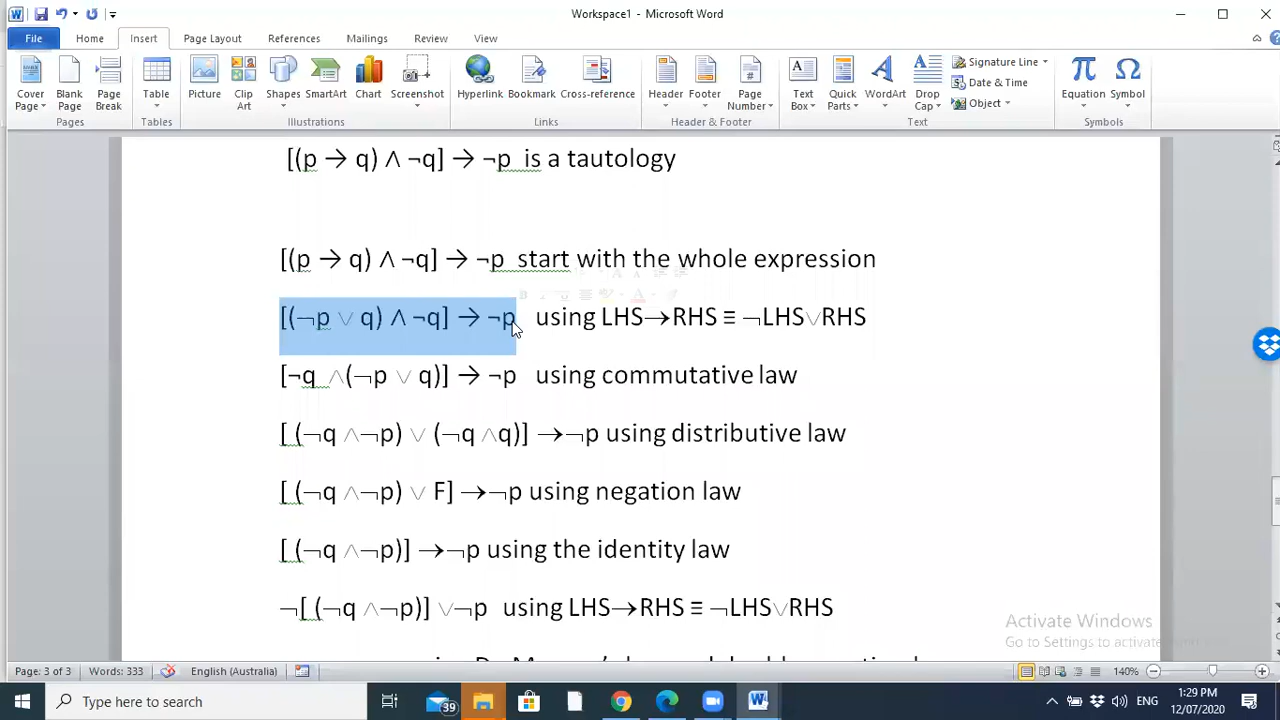 Workspace1 - Microsoft Word
File Home Insert Page Layout References Mailings Review View
Cover Page Blank Page Page Break Table Picture Clip Art Shapes SmartArt Chart Screenshot Hyperlink Bookmark Cross-reference Header Footer Page Number Text Box Quick Parts WordArt Drop Cap Signature Line Date & Time Object Equation Symbol
Pages Tables Illustrations Links Header & Footer Text Symbols
[(p → q) ∧ ¬q] → ¬p is a tautology
[(p → q) ∧ ¬q] → ¬p start with the whole expression
[(¬p ∨ q) ∧ ¬q] → ¬p using LHS→RHS ≡ ¬LHS∨RHS
[¬q ∧(¬p ∨ q)] → ¬p using commutative law
[ (¬q ∧¬p) ∨ (¬q ∧q)] →¬p using distributive law
[ (¬q ∧¬p) ∨ F] →¬p using negation law
[ (¬q ∧¬p)] →¬p using the identity law
¬[ (¬q ∧¬p)] ∨¬p using LHS→RHS ≡ ¬LHS∨RHS
Activate Windows
Go to Settings to activate
Page: 3 of 3 Words: 333 English (Australia) 140%
Type here to search
39
ENG
1:29 PM
12/07/2020